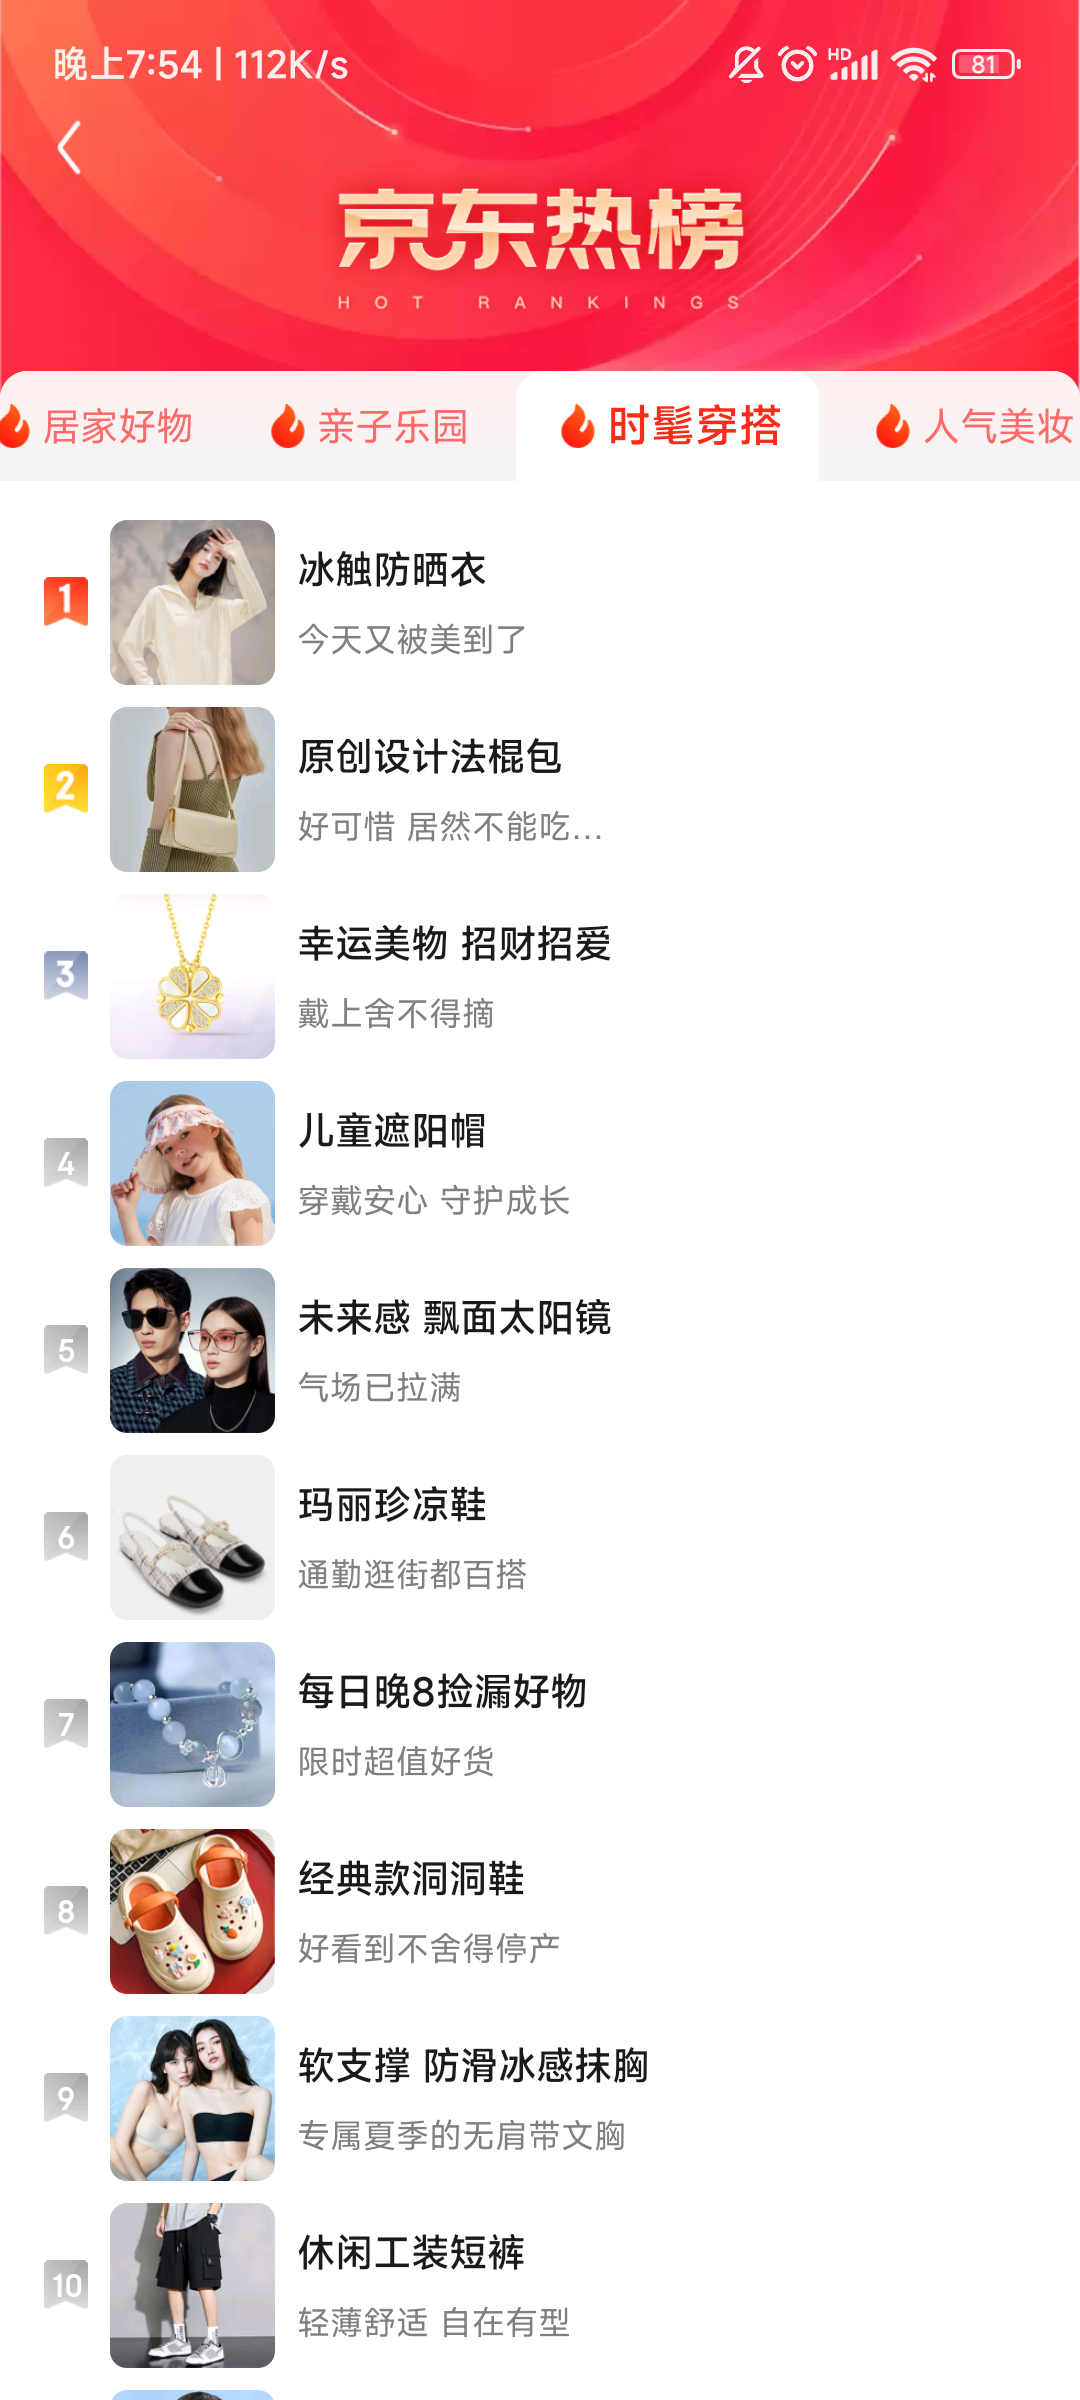 晚上7:54 | 112K/s
HD
81
京东热榜
HOT RANKINGS
居家好物
亲子乐园
时髦穿搭
人气美妆
1
冰触防晒衣
今天又被美到了
2
原创设计法棍包
好可惜 居然不能吃...
3
幸运美物 招财招爱
戴上舍不得摘
4
儿童遮阳帽
穿戴安心 守护成长
5
未来感 飘面太阳镜
气场已拉满
6
玛丽珍凉鞋
通勤逛街都百搭
7
每日晚8捡漏好物
限时超值好货
8
经典款洞洞鞋
好看到不舍得停产
9
软支撑 防滑冰感抹胸
专属夏季的无肩带文胸
10
休闲工装短裤
轻薄舒适 自在有型